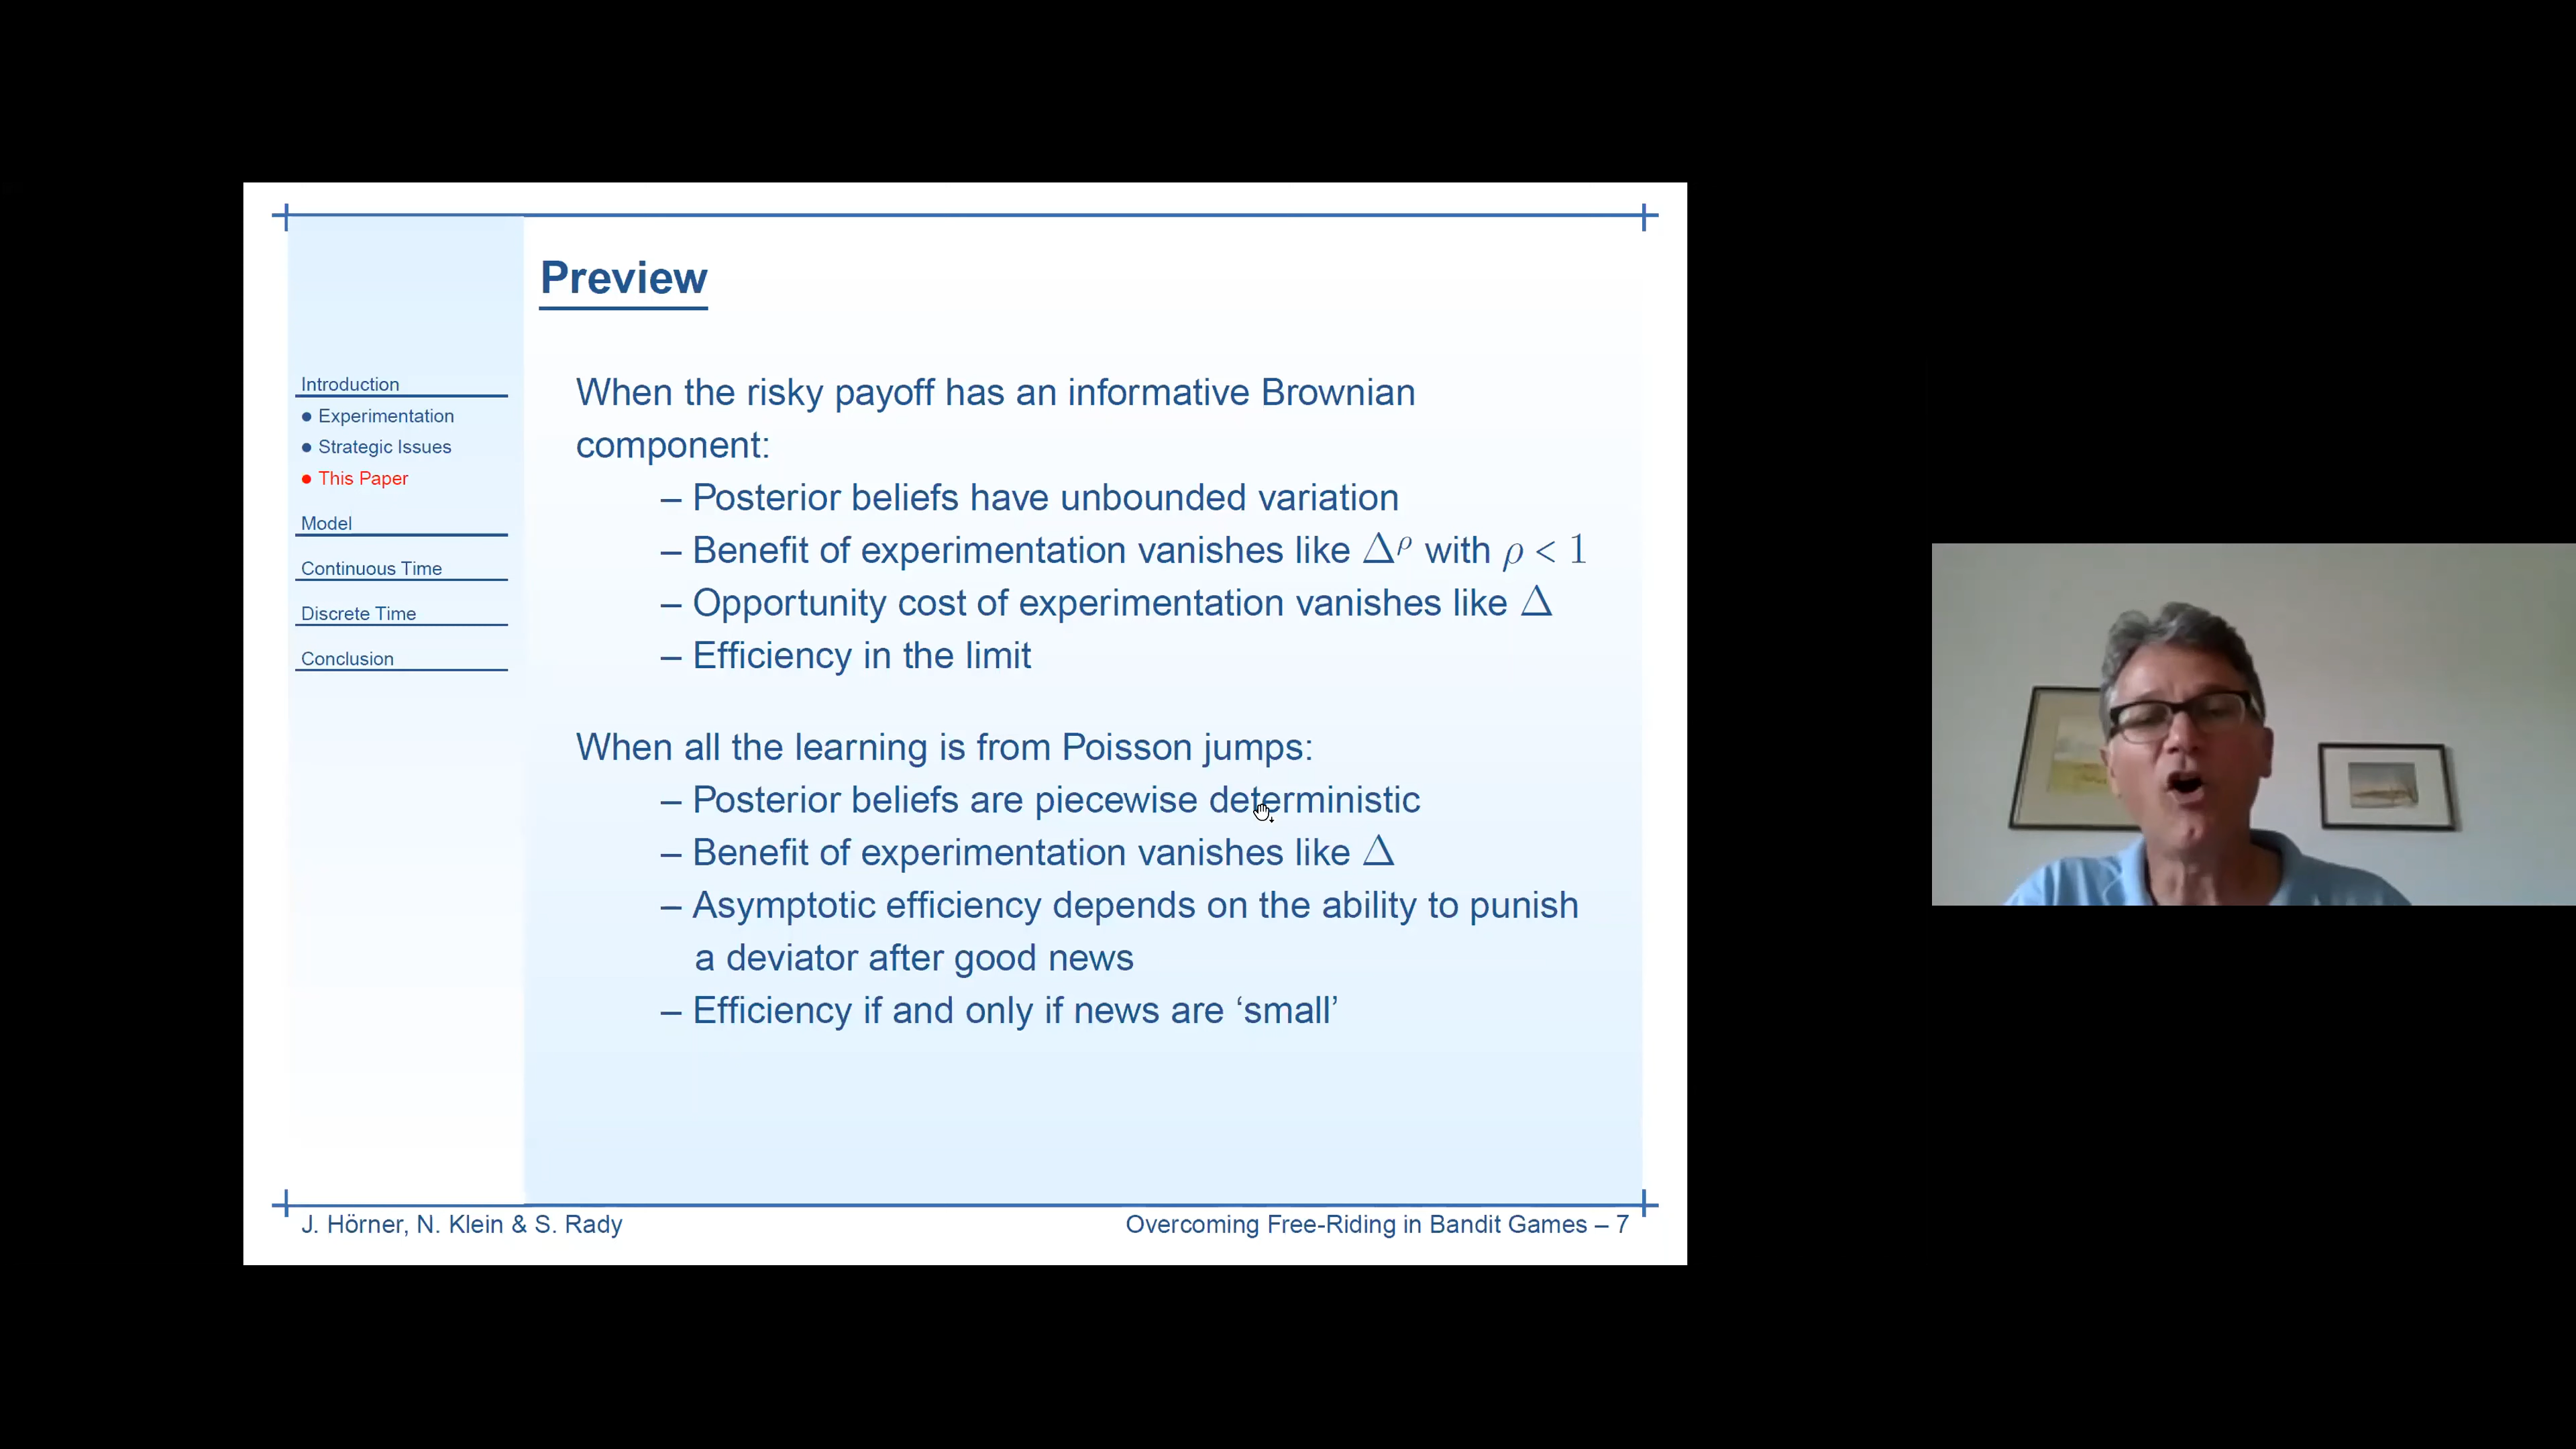 Preview
Introduction
● Experimentation
● Strategic Issues
● This Paper
Model
Continuous Time
Discrete Time
Conclusion
When the risky payoff has an informative Brownian
component:
– Posterior beliefs have unbounded variation
– Benefit of experimentation vanishes like Δ^ρ with ρ < 1
– Opportunity cost of experimentation vanishes like Δ
– Efficiency in the limit
When all the learning is from Poisson jumps:
– Posterior beliefs are piecewise deterministic
– Benefit of experimentation vanishes like Δ
– Asymptotic efficiency depends on the ability to punish
a deviator after good news
– Efficiency if and only if news are ‘small’
J. Hörner, N. Klein & S. Rady
Overcoming Free-Riding in Bandit Games – 7